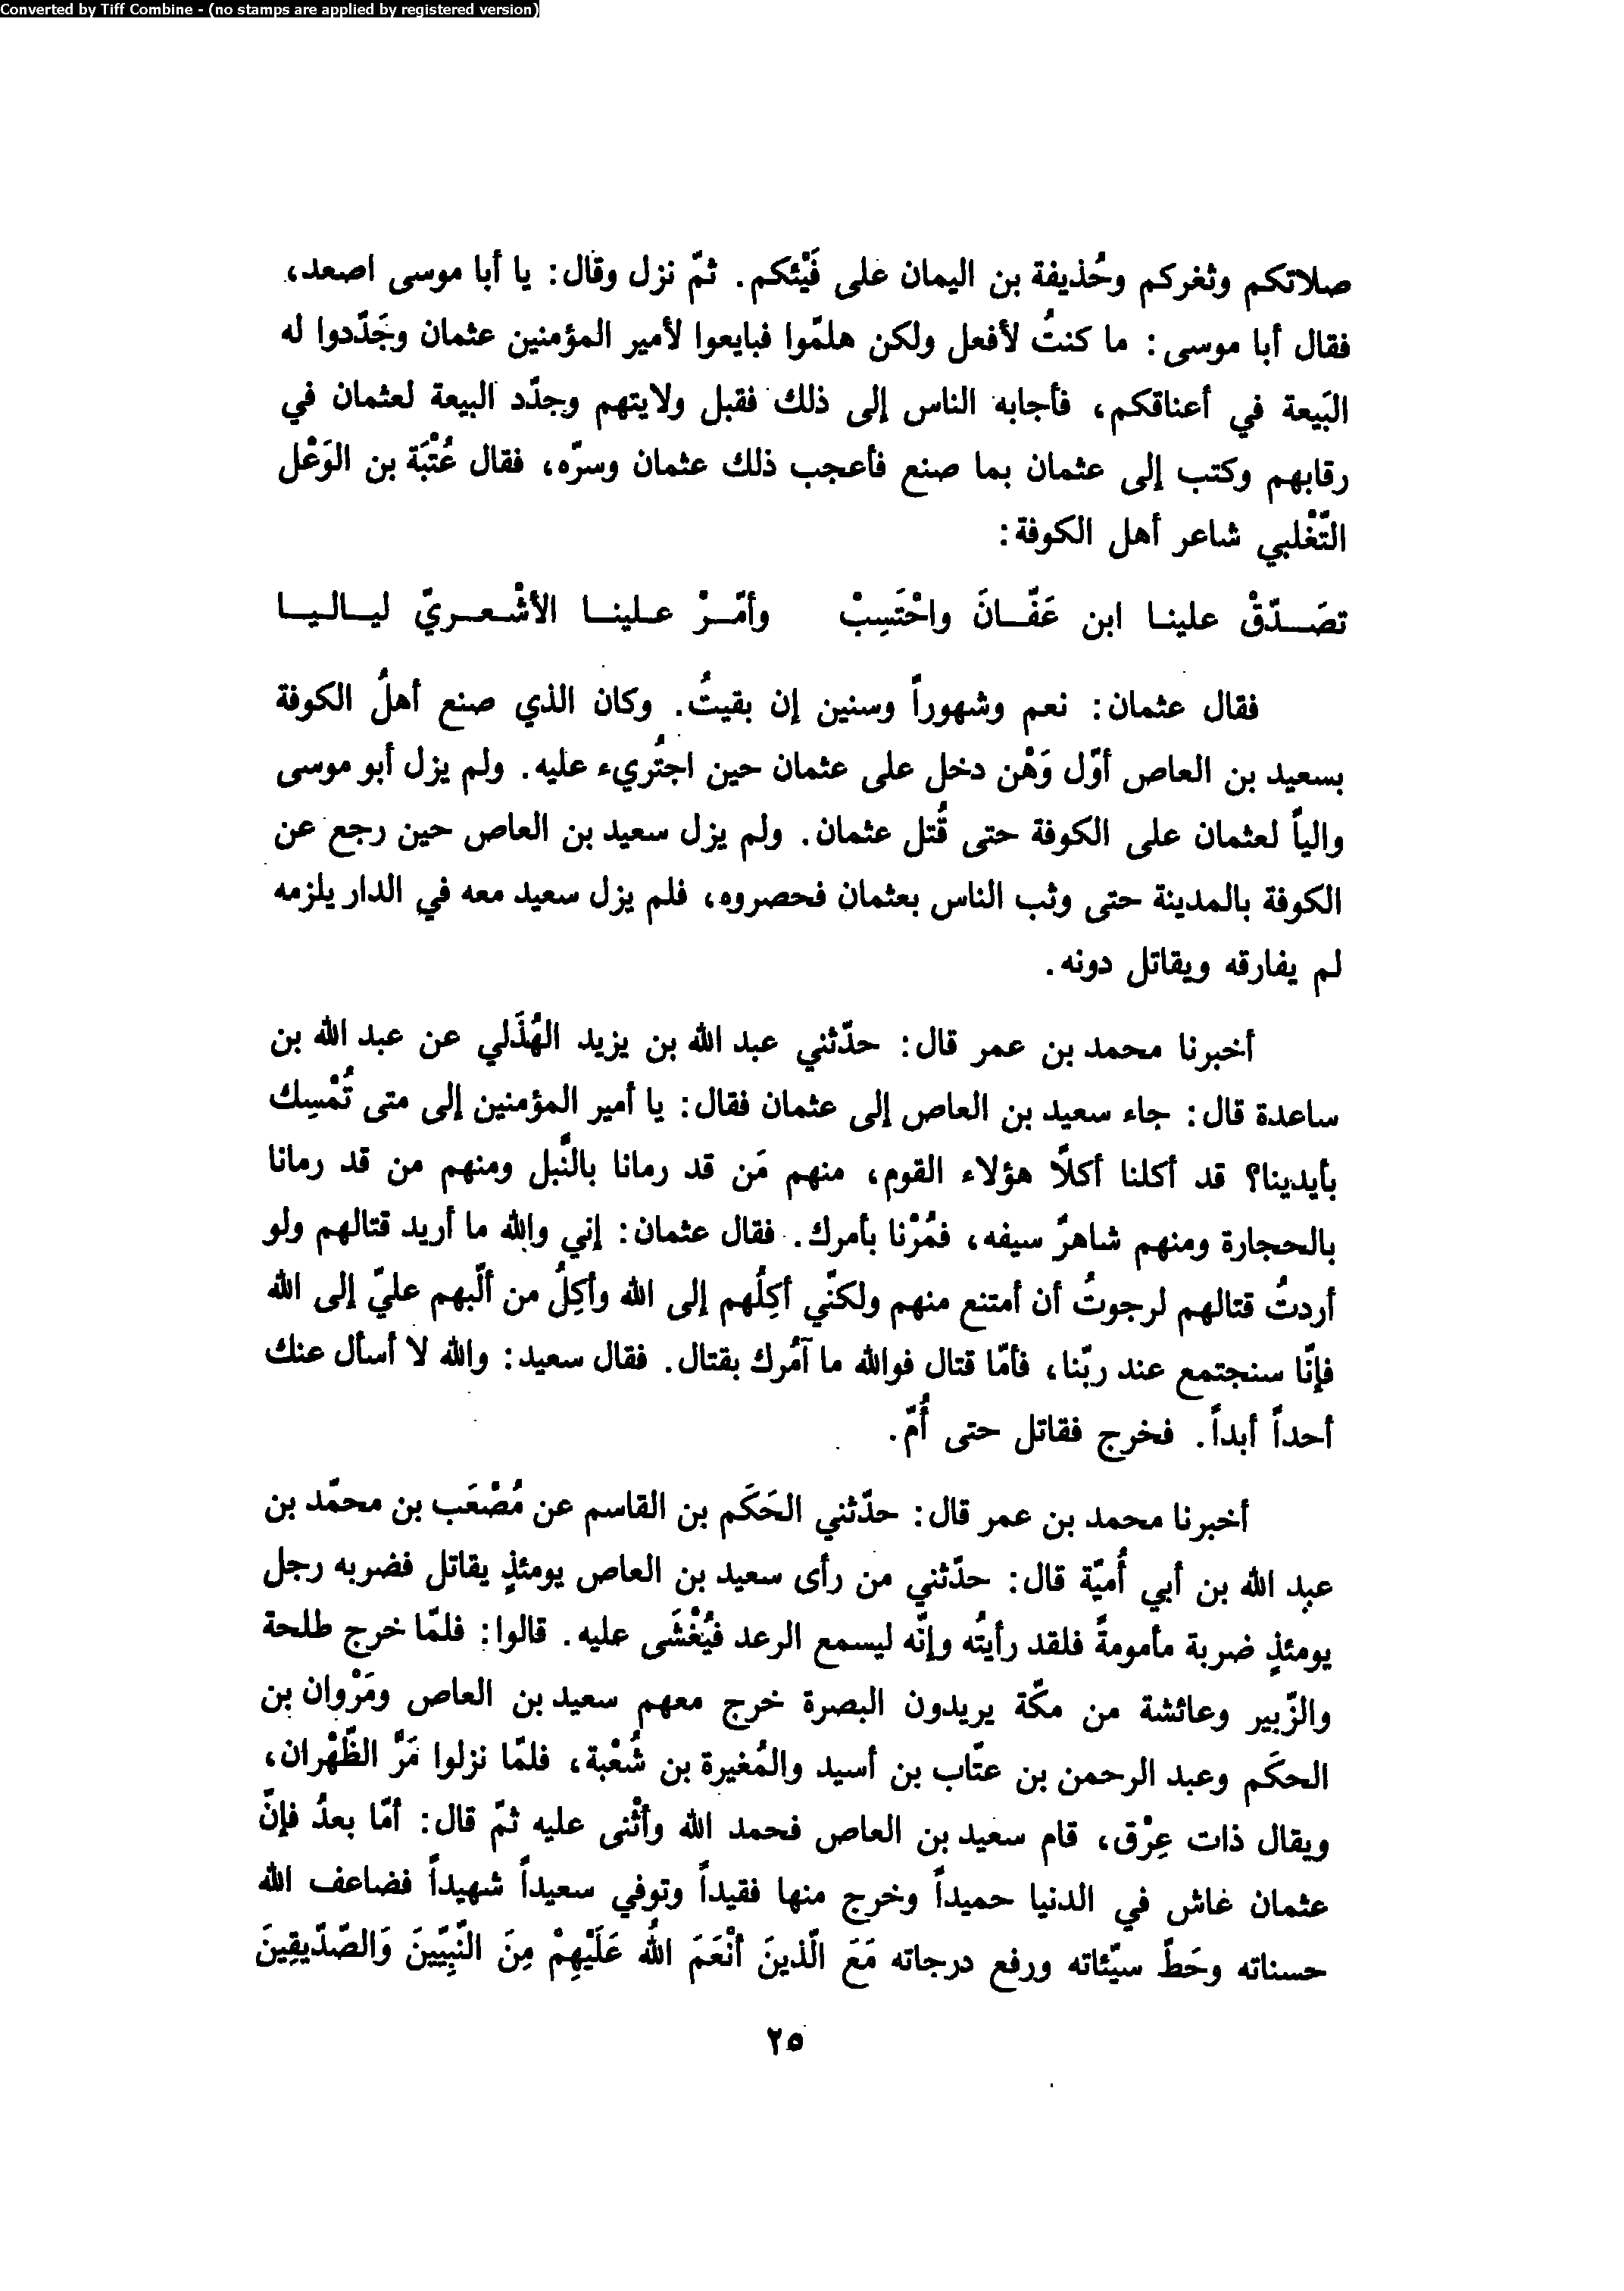 Converted by Tiff Combine - (no stamps are applied by registered version)
صلاتكم وثغركم وحُذيفة بن اليمان على فَيْئكم. ثمّ نزل وقال: يا أبا موسى اصعد،
فقال أبا موسى: ما كنتُ لأفعل ولكن هلمّوا فبايعوا لأمير المؤمنين عثمان وجَدّدوا له
البَيعة في أعناقكم، فأجابه الناس إلى ذلك فقبل ولايتهم وجدّد البيعة لعثمان في
رقابهم وكتب إلى عثمان بما صنع فأعجب ذلك عثمان وسرّه، فقال عُتْبَة بن الوَعْل
التّغْلبي شاعر أهل الكوفة:
تصَدّقْ علينا ابن عَفّانَ واحْتَسِبْ وأمّرْ علينا الأشْعريّ لياليا
فقال عثمان: نعم وشهوراً وسنين إن بقيتُ. وكان الذي صنع أهلُ الكوفة
بسعيد بن العاص أوّل وَهْن دخل على عثمان حين اجتُريء عليه. ولم يزل أبو موسى
والياً لعثمان على الكوفة حتى قُتل عثمان. ولم يزل سعيد بن العاص حين رجع عن
الكوفة بالمدينة حتى وثب الناس بعثمان فحصروه، فلم يزل سعيد معه في الدار يلزمه
لم يفارقه ويقاتل دونه.
أخبرنا محمد بن عمر قال: حدّثني عبد الله بن يزيد الهُذَلي عن عبد الله بن
ساعدة قال: جاء سعيد بن العاص إلى عثمان فقال: يا أمير المؤمنين إلى متى تُمْسِك
بأيدينا؟ قد أكلنا أكلاً هؤلاء القوم، منهم مَن قد رمانا بالنَّبل ومنهم من قد رمانا
بالحجارة ومنهم شاهرٌ سيفه، فمُرْنا بأمرك. فقال عثمان: إني والله ما أريد قتالهم ولو
أردتُ قتالهم لرجوتُ أن أمتنع منهم ولكنّي أكِلُهم إلى الله وأكِلُ من ألّبهم عليّ إلى الله
فإنّا سنجتمع عند ربّنا، فأمّا قتال فوالله ما آمُرك بقتال. فقال سعيد: والله لا أسأل عنك
أحداً أبداً. فخرج فقاتل حتى أُمّ.
أخبرنا محمد بن عمر قال: حدّثني الحَكَم بن القاسم عن مُصْعَب بن محمّد بن
عبد الله بن أبي أُميّة قال: حدّثني من رأى سعيد بن العاص يومئذٍ يقاتل فضربه رجل
يومئذٍ ضربة مأمومةً فلقد رأيتُه وإنّه ليسمع الرعد فيُغْشَى عليه. قالوا: فلمّا خرج طلحة
والزّبير وعائشة من مكّة يريدون البصرة خرج معهم سعيد بن العاص ومَرْوان بن
الحكَم وعبد الرحمن بن عتّاب بن أسيد والمُغيرة بن شُعْبة، فلمّا نزلوا مَرَّ الظّهْران،
ويقال ذات عِرْق، قام سعيد بن العاص فحمد الله وأثْنى عليه ثمّ قال: أمّا بعدُ فإنّ
عثمان عاش في الدنيا حميداً وخرج منها فقيداً وتوفي سعيداً شهيداً فضاعف الله
حسناته وحَطّ سيّئاته ورفع درجاته مَعَ الّذينَ أنْعَمَ اللهُ عَلَيْهِمْ مِنَ النّبِيّينَ وَالصّدّيقِينَ
٢٥